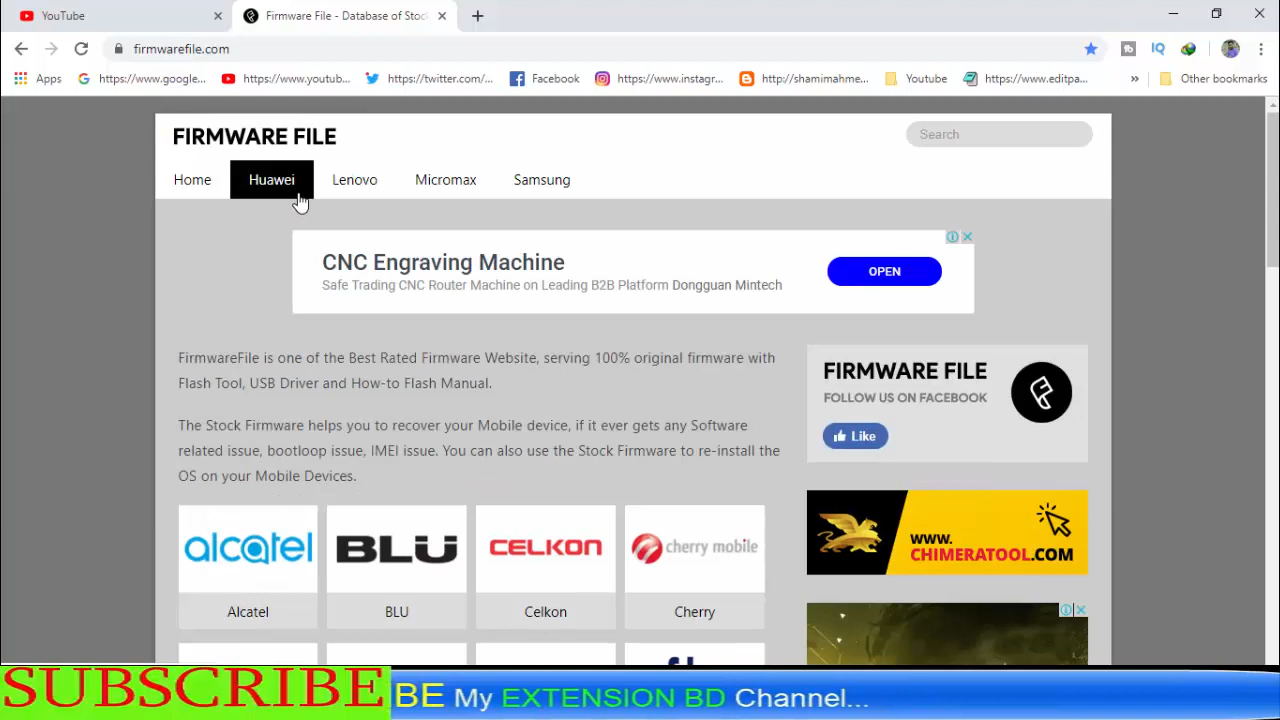 YouTube
Firmware File - Database of Stoc
firmwarefile.com
IQ
Apps
https://www.google...
https://www.youtub...
https://twitter.com/...
Facebook
https://www.instagr...
http://shamimahme...
Youtube
https://www.editpa...
»
Other bookmarks
FIRMWARE FILE
Search
Home
Huawei
Lenovo
Micromax
Samsung
CNC Engraving Machine
Safe Trading CNC Router Machine on Leading B2B Platform Dongguan Mintech
OPEN
FirmwareFile is one of the Best Rated Firmware Website, serving 100% original firmware with
Flash Tool, USB Driver and How-to Flash Manual.
The Stock Firmware helps you to recover your Mobile device, if it ever gets any Software
related issue, bootloop issue, IMEI issue. You can also use the Stock Firmware to re-install the
OS on your Mobile Devices.
FIRMWARE FILE
FOLLOW US ON FACEBOOK
Like
WWW.
CHIMERATOOL.COM
alcatel
BLU
CELKON
cherry mobile
Alcatel
BLU
Celkon
Cherry
SUBSCRIBE
BE My EXTENSION BD Channel...